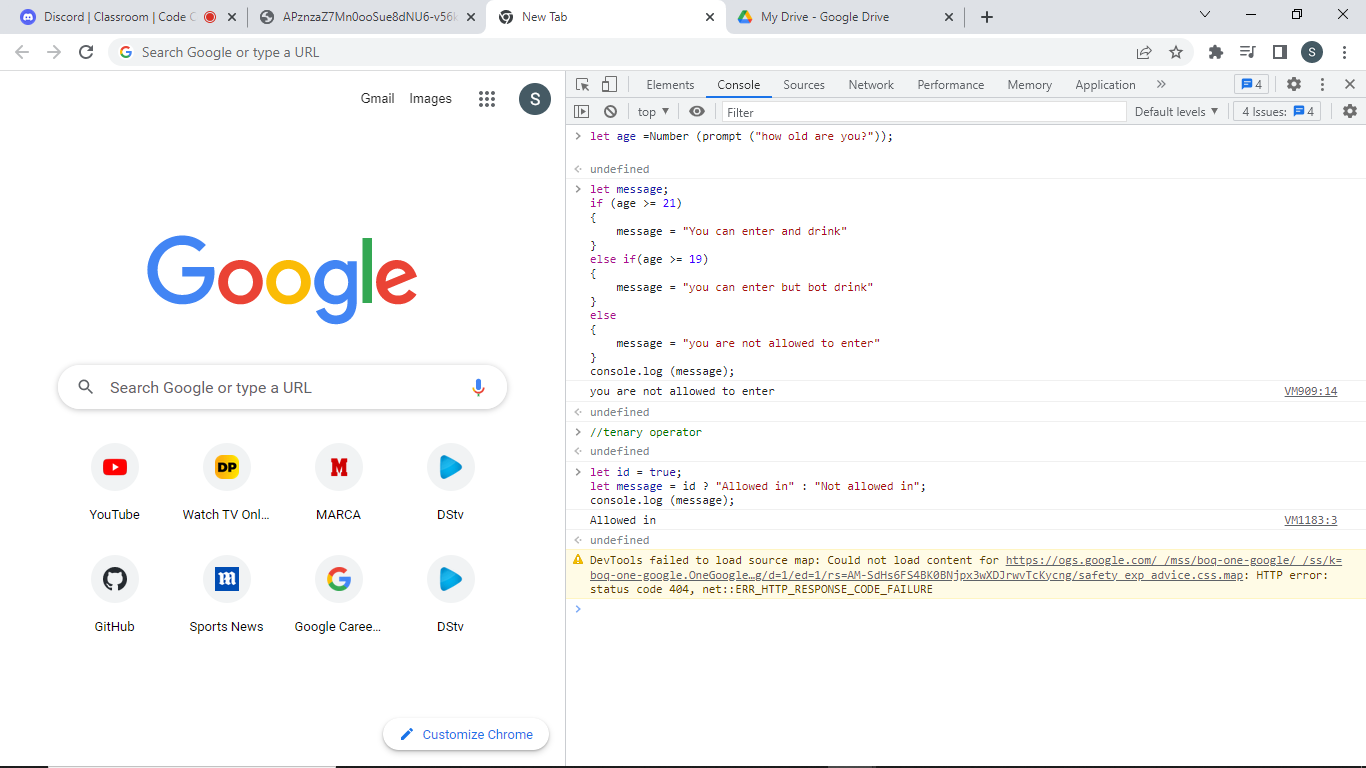 Discord | Classroom | Code C
APznzaZ7Mn0ooSue8dNU6-v56k
New Tab
My Drive - Google Drive
Search Google or type a URL
S
Gmail
Images
S
Google
Search Google or type a URL
YouTube
DP
Watch TV Onl...
M
MARCA
DStv
GitHub
m
Sports News
G
Google Caree...
DStv
Customize Chrome
Elements
Console
Sources
Network
Performance
Memory
Application
4
top
Filter
Default levels
4 Issues:
4
let age =Number (prompt ("how old are you?"));
undefined
let message;
if (age >= 21)
{
message = "You can enter and drink"
}
else if(age >= 19)
{
message = "you can enter but bot drink"
}
else
{
message = "you are not allowed to enter"
}
console.log (message);
you are not allowed to enter VM909:14
undefined
//tenary operator
undefined
let id = true;
let message = id ? "Allowed in" : "Not allowed in";
console.log (message);
Allowed in VM1183:3
undefined
DevTools failed to load source map: Could not load content for https://ogs.google.com/_/mss/boq-one-google/_/ss/k=
boq-one-google.OneGoogle…g/d=1/ed=1/rs=AM-SdHs6FS4BK0BNjpx3wXDJrwvTcKycng/safety_exp_advice.css.map: HTTP error:
status code 404, net::ERR_HTTP_RESPONSE_CODE_FAILURE